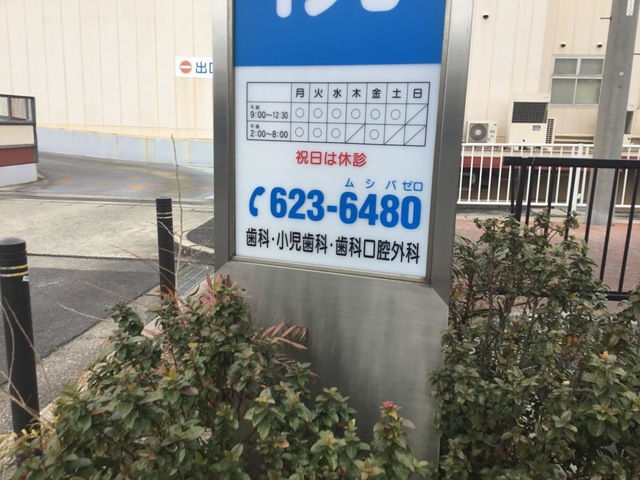 出口
月 火 水 木 金 土 日
午前 9:00~12:30 ○ ○ ○ ○ ○ ○ ／
午後 2:00~8:00 ○ ○ ○ ／ ○ ／ ／
祝日は休診
ムシバゼロ
623-6480
歯科・小児歯科・歯科口腔外科